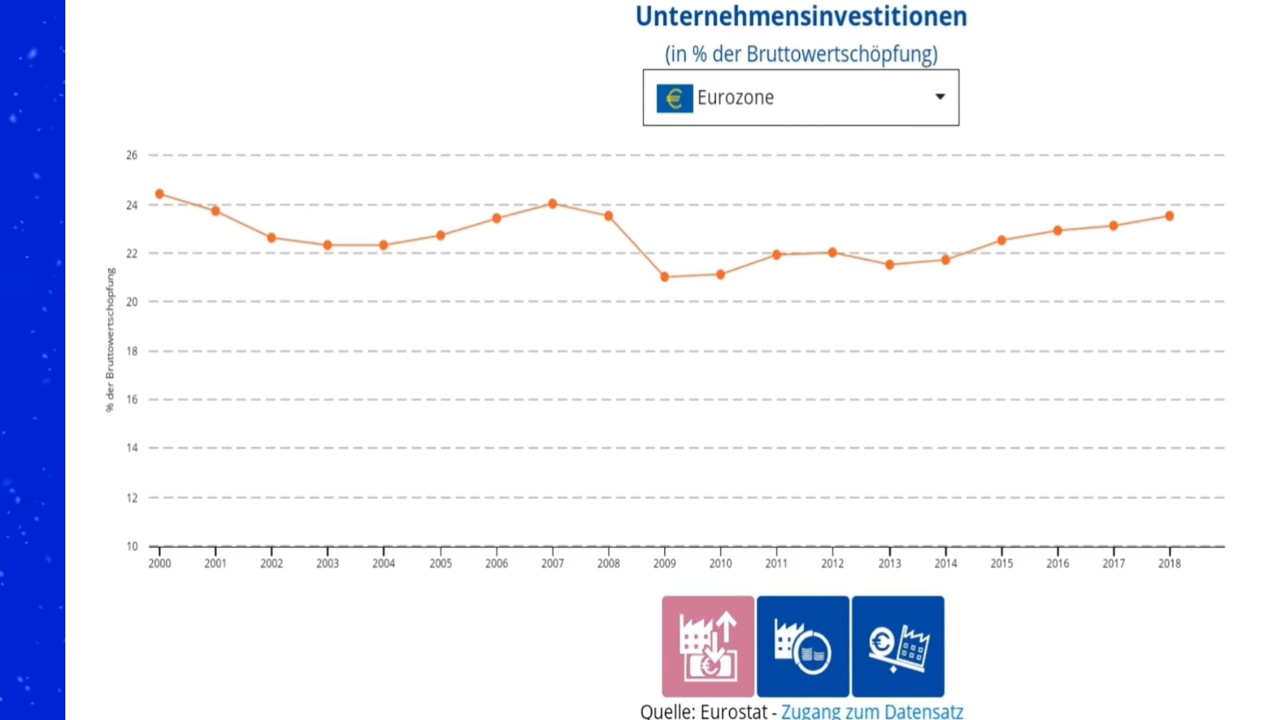 Unternehmensinvestitionen
(in % der Bruttowertschöpfung)
€ Eurozone
26
24
22
20
18
16
14
12
10
% der Bruttowertschöpfung
2000 2001 2002 2003 2004 2005 2006 2007 2008 2009 2010 2011 2012 2013 2014 2015 2016 2017 2018
Quelle: Eurostat - Zugang zum Datensatz